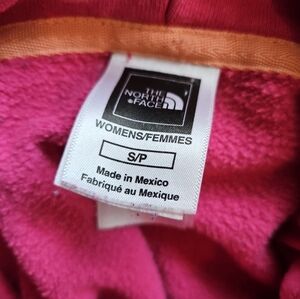 THE
NORTH
FACE
WOMENS/FEMMES
S/P
Made in Mexico
Fabriqué au Mexique